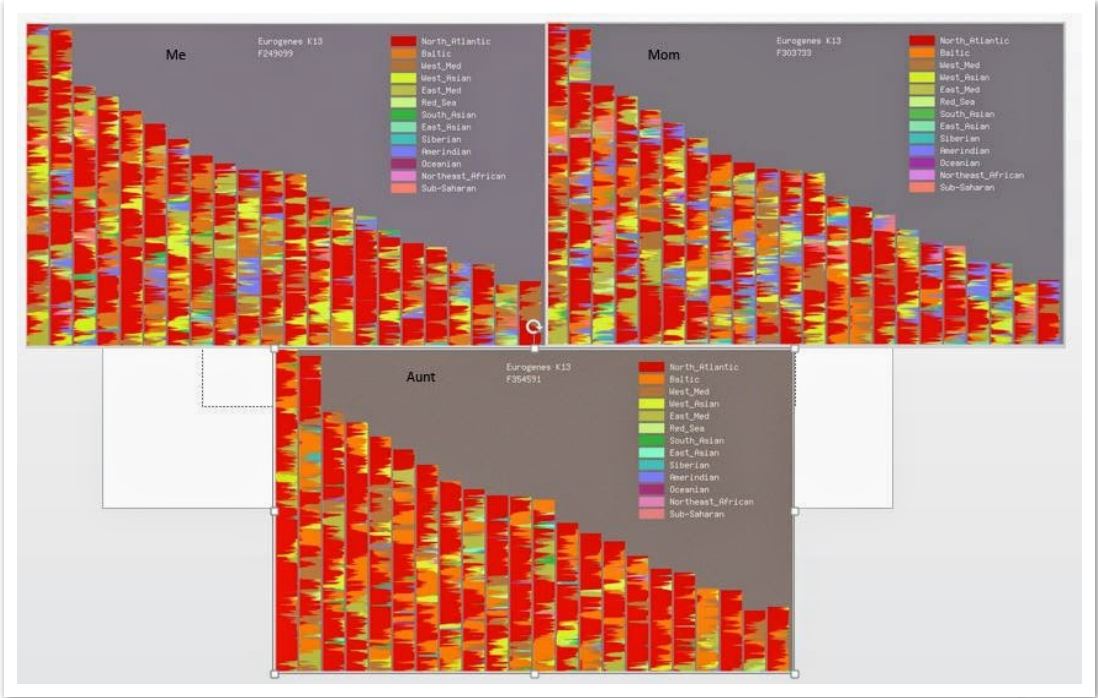 Me
Eurogenes K13
F249099
North_Atlantic
Baltic
West_Med
West_Asian
East_Med
Red_Sea
South_Asian
East_Asian
Siberian
Amerindian
Oceanian
Northeast_African
Sub-Saharan
Mom
Eurogenes K13
F303733
North_Atlantic
Baltic
West_Med
West_Asian
East_Med
Red_Sea
South_Asian
East_Asian
Siberian
Amerindian
Oceanian
Northeast_African
Sub-Saharan
Aunt
Eurogenes K13
F354591
North_Atlantic
Baltic
West_Med
West_Asian
East_Med
Red_Sea
South_Asian
East_Asian
Siberian
Amerindian
Oceanian
Northeast_African
Sub-Saharan